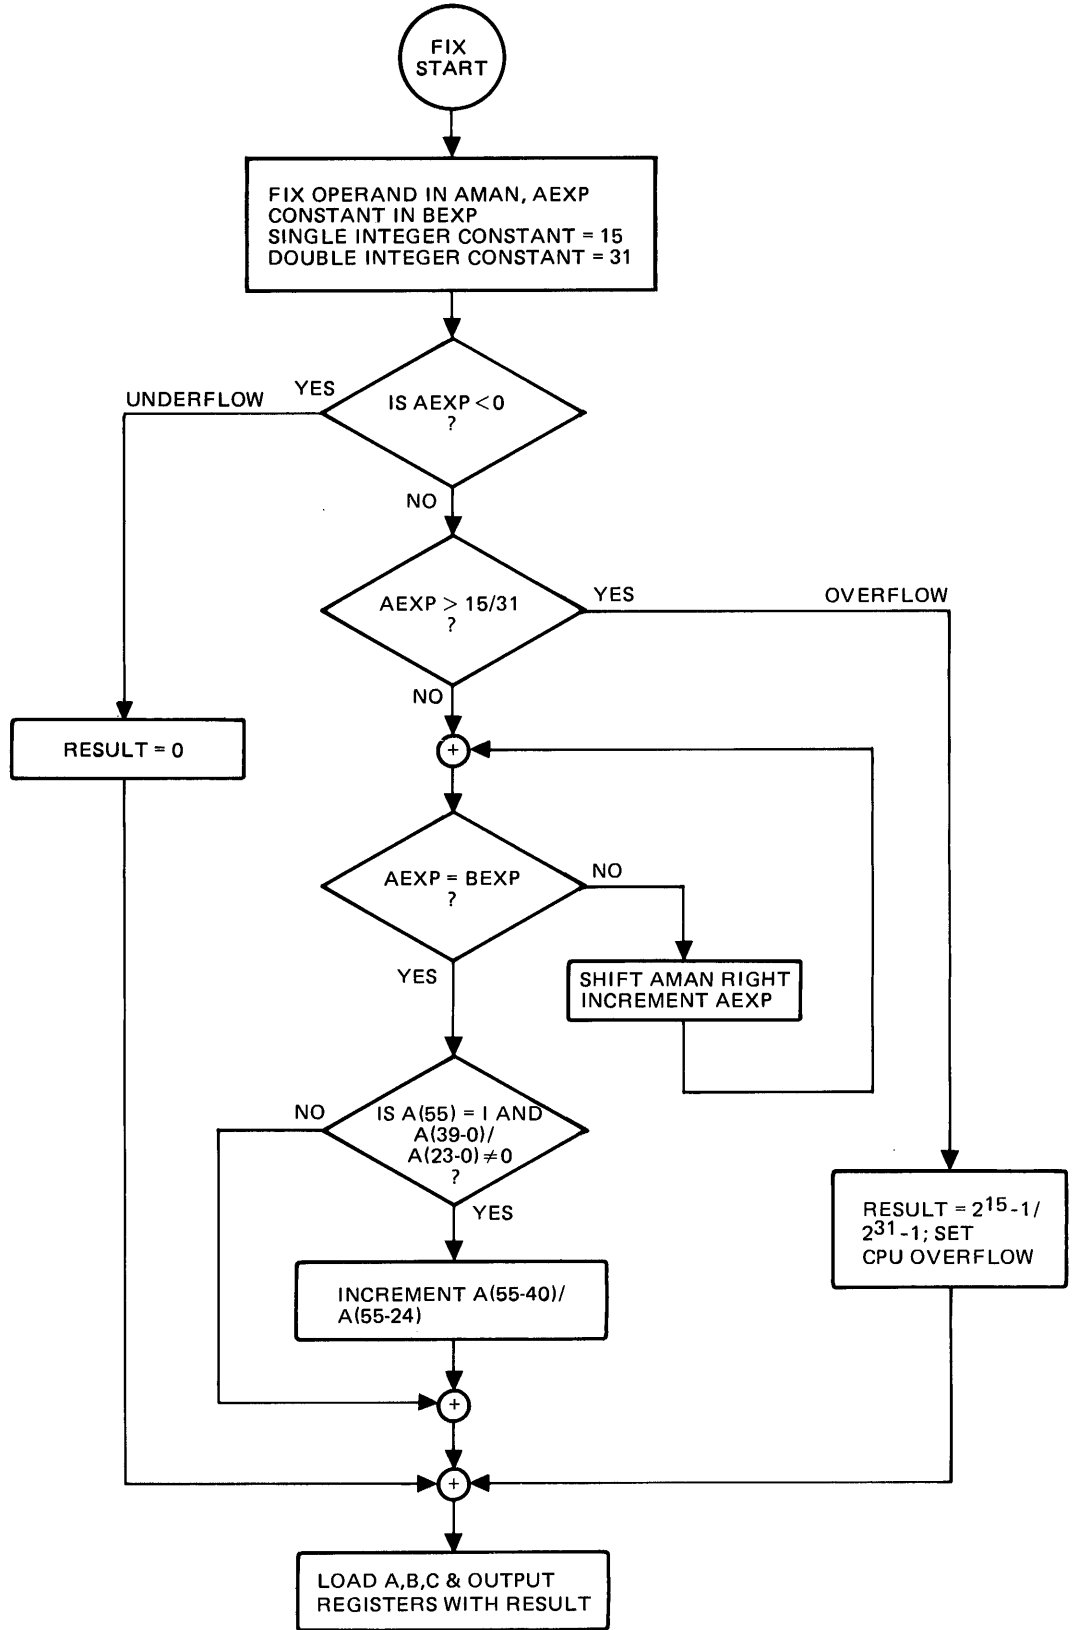 FIX
START
FIX OPERAND IN AMAN, AEXP
CONSTANT IN BEXP
SINGLE INTEGER CONSTANT = 15
DOUBLE INTEGER CONSTANT = 31
UNDERFLOW
YES
IS AEXP <0
?
NO
AEXP > 15/31
?
YES
OVERFLOW
NO
RESULT = 0
+
AEXP = BEXP
?
NO
SHIFT AMAN RIGHT
INCREMENT AEXP
YES
NO
IS A(55) = I AND
A(39-0)/
A(23-0) ≠0
?
YES
RESULT = 2^15-1/
2^31-1; SET
CPU OVERFLOW
INCREMENT A(55-40)/
A(55-24)
+
+
LOAD A,B,C & OUTPUT
REGISTERS WITH RESULT